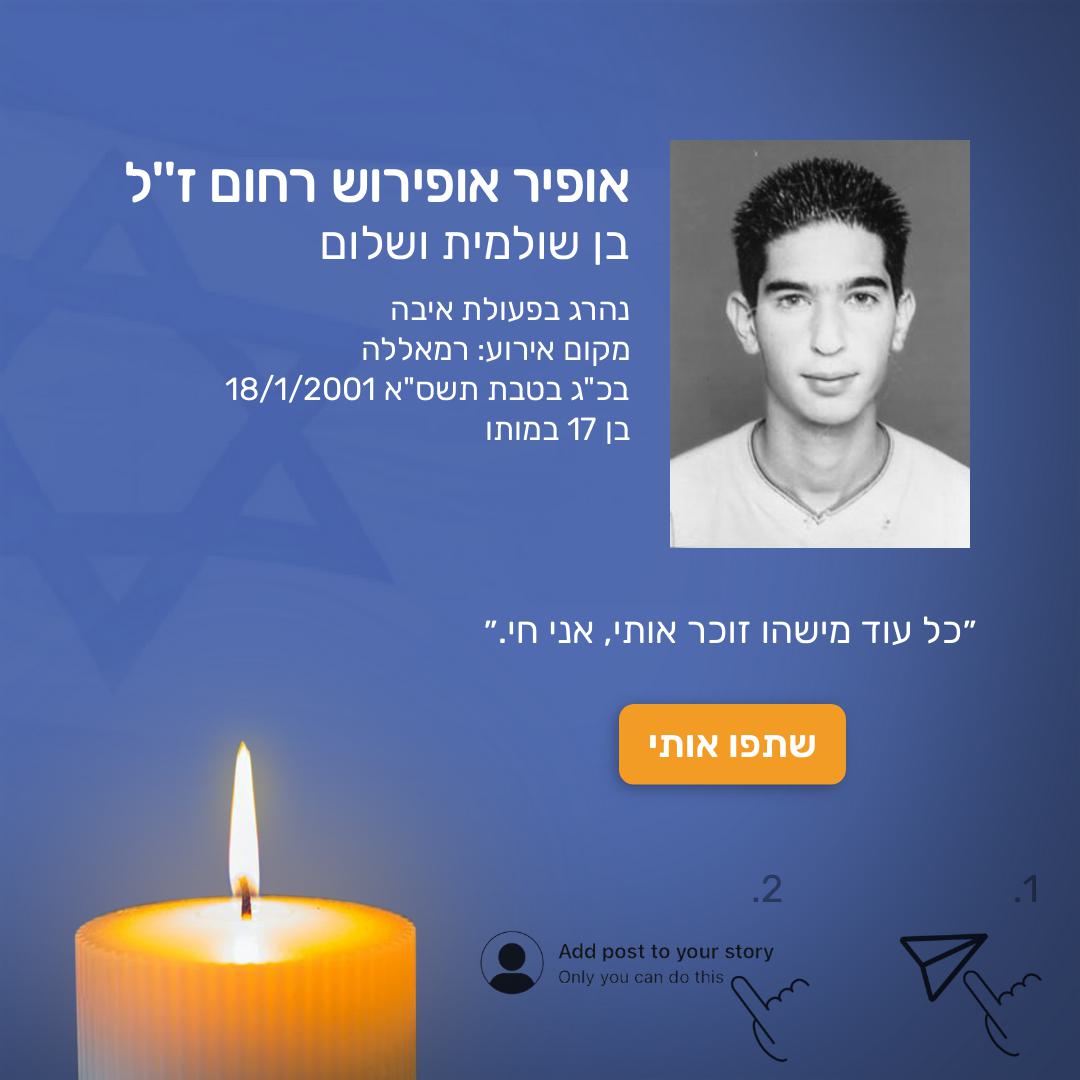 אופיר אופירוש רחום ז"ל
בן שולמית ושלום
נהרג בפעולת איבה
מקום אירוע: רמאללה
בכ"ג בטבת תשס"א 18/1/2001
בן 17 במותו
״כל עוד מישהו זוכר אותי, אני חי.״
שתפו אותי
1.
2.
Add post to your story
Only you can do this